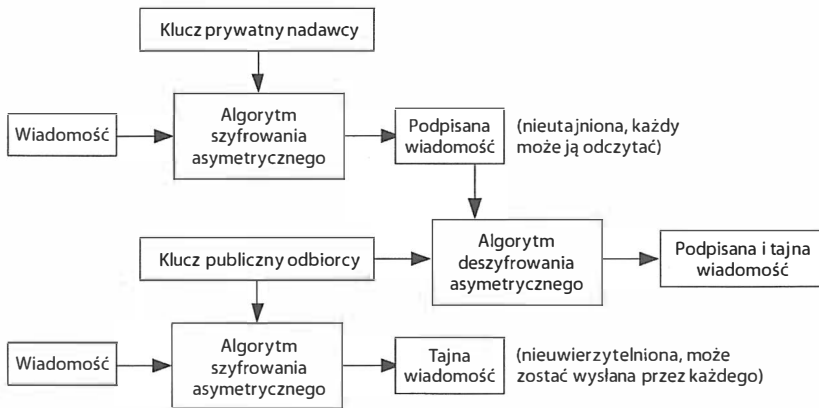 Klucz prywatny nadawcy
Wiadomość
Algorytm
szyfrowania
asymetrycznego
Podpisana
wiadomość
(nieutajniona, każdy
może ją odczytać)
Klucz publiczny odbiorcy
Algorytm
deszyfrowania
asymetrycznego
Podpisana i tajna
wiadomość
Wiadomość
Algorytm
szyfrowania
asymetrycznego
Tajna
wiadomość
(nieuwierzytelniona, może
zostać wysłana przez każdego)